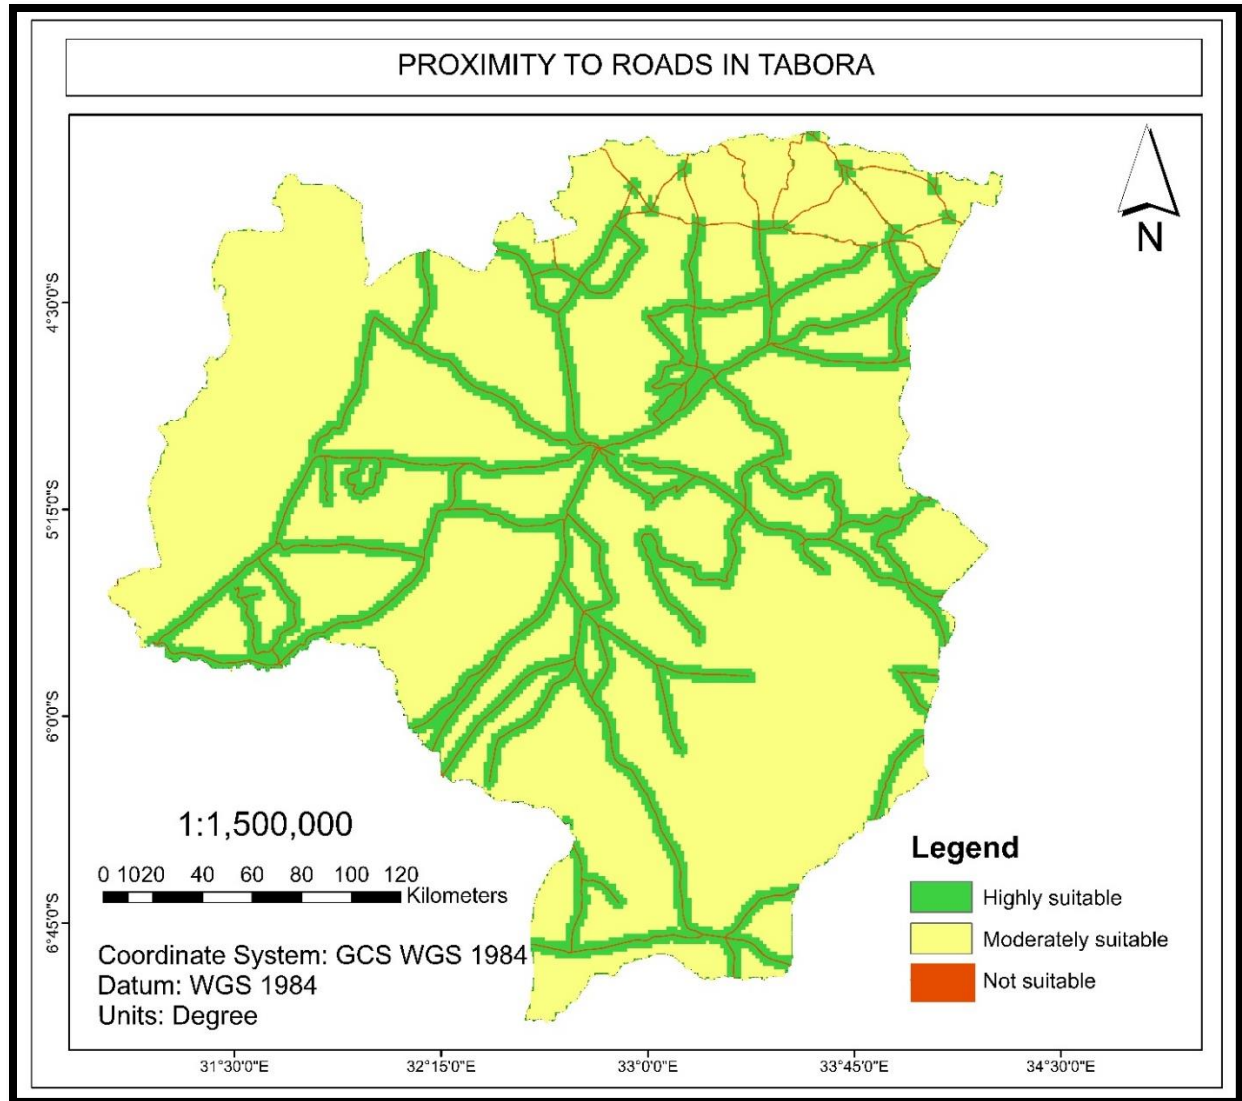 PROXIMITY TO ROADS IN TABORA
N
4°30'0"S
5°15'0"S
6°0'0"S
6°45'0"S
1:1,500,000
0 1020 40 60 80 100 120
Kilometers
Coordinate System: GCS WGS 1984
Datum: WGS 1984
Units: Degree
Legend
Highly suitable
Moderately suitable
Not suitable
31°30'0"E 32°15'0"E 33°0'0"E 33°45'0"E 34°30'0"E